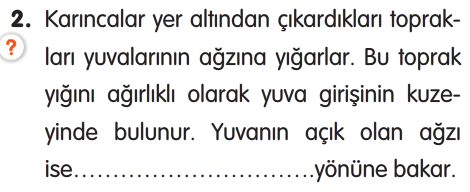 2. Karıncalar yer altından çıkardıkları toprak-
? ları yuvalarının ağzına yığarlar. Bu toprak
yığını ağırlıklı olarak yuva girişinin kuze-
yinde bulunur. Yuvanın açık olan ağzı
ise..............................yönüne bakar.